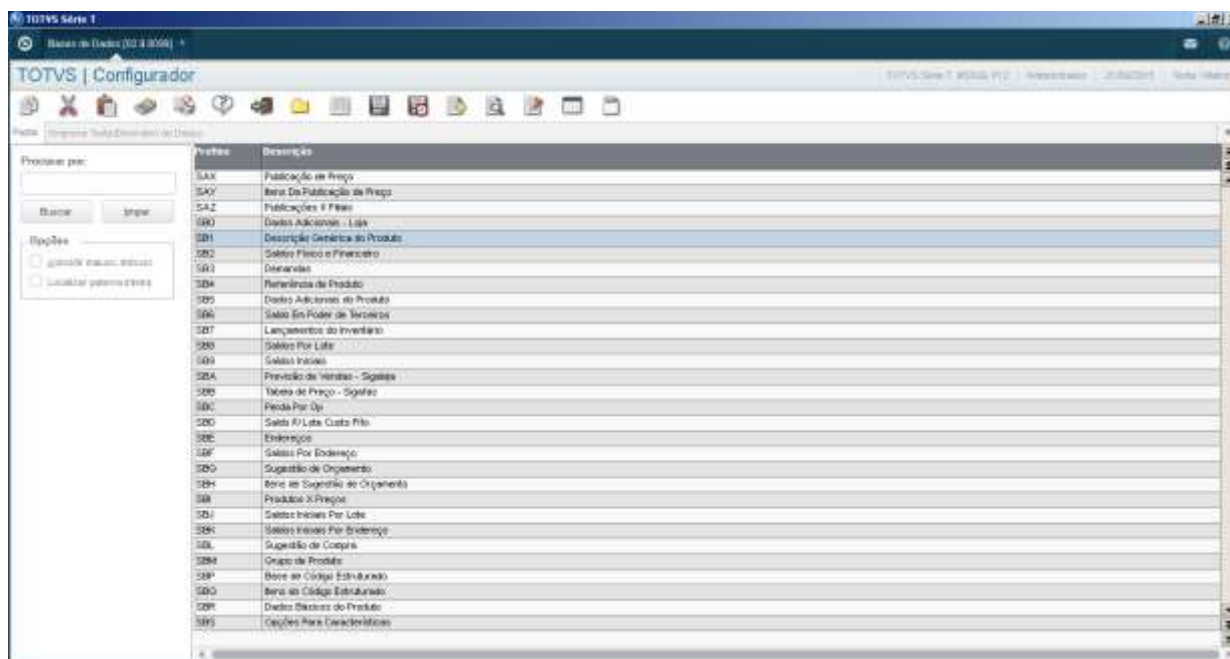 TOTVS Série T
Bases de Dados
TOTVS | Configurador
Procurar por:
Buscar
Opções
Prefixo Descrição
SAX Publicação de Preço
SAY Itens Da Publicação de Preço
SAZ Publicações X Filiais
SB0 Dados Adicionais - Loja
SB1 Descrição Genérica do Produto
SB2 Saldos Físico e Financeiro
SB3 Demandas
SB4 Referência de Produto
SB5 Dados Adicionais do Produto
SB6 Saldo Em Poder de Terceiros
SB7 Lançamentos do Inventário
SB8 Saldos Por Lote
SB9 Saldos Iniciais
SBA Previsão de Vendas - Sigaloja
SBB Tabela de Preço - Sigafat
SBC Perda Por Op
SBD Saldo P/ Lote Custo Fifo
SBE Endereços
SBF Saldos Por Endereço
SBG Sugestão de Orçamento
SBH Itens de Sugestão de Orçamento
SBI Produtos X Preços
SBJ Saldos Iniciais Por Lote
SBK Saldos Iniciais Por Endereço
SBL Sugestão de Compra
SBM Grupo de Produto
SBP Base de Código Estruturado
SBQ Itens do Código Estruturado
SBR Dados Básicos do Produto
SBS Opções Para Características